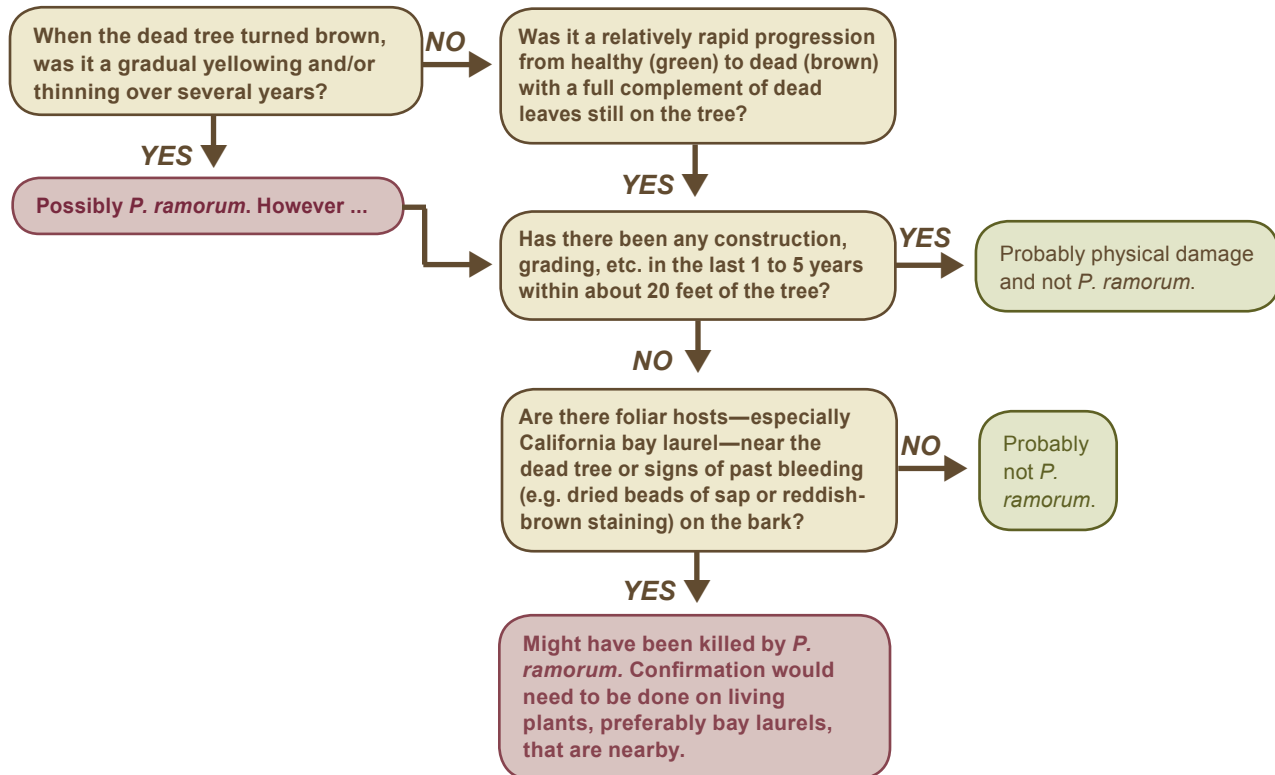 When the dead tree turned brown,
was it a gradual yellowing and/or
thinning over several years?
NO
Was it a relatively rapid progression
from healthy (green) to dead (brown)
with a full complement of dead
leaves still on the tree?
YES
YES
Possibly P. ramorum. However ...
Has there been any construction,
grading, etc. in the last 1 to 5 years
within about 20 feet of the tree?
YES
Probably physical damage
and not P. ramorum.
NO
Are there foliar hosts—especially
California bay laurel—near the
dead tree or signs of past bleeding
(e.g. dried beads of sap or reddish-
brown staining) on the bark?
NO
Probably
not P.
ramorum.
YES
Might have been killed by P.
ramorum. Confirmation would
need to be done on living
plants, preferably bay laurels,
that are nearby.